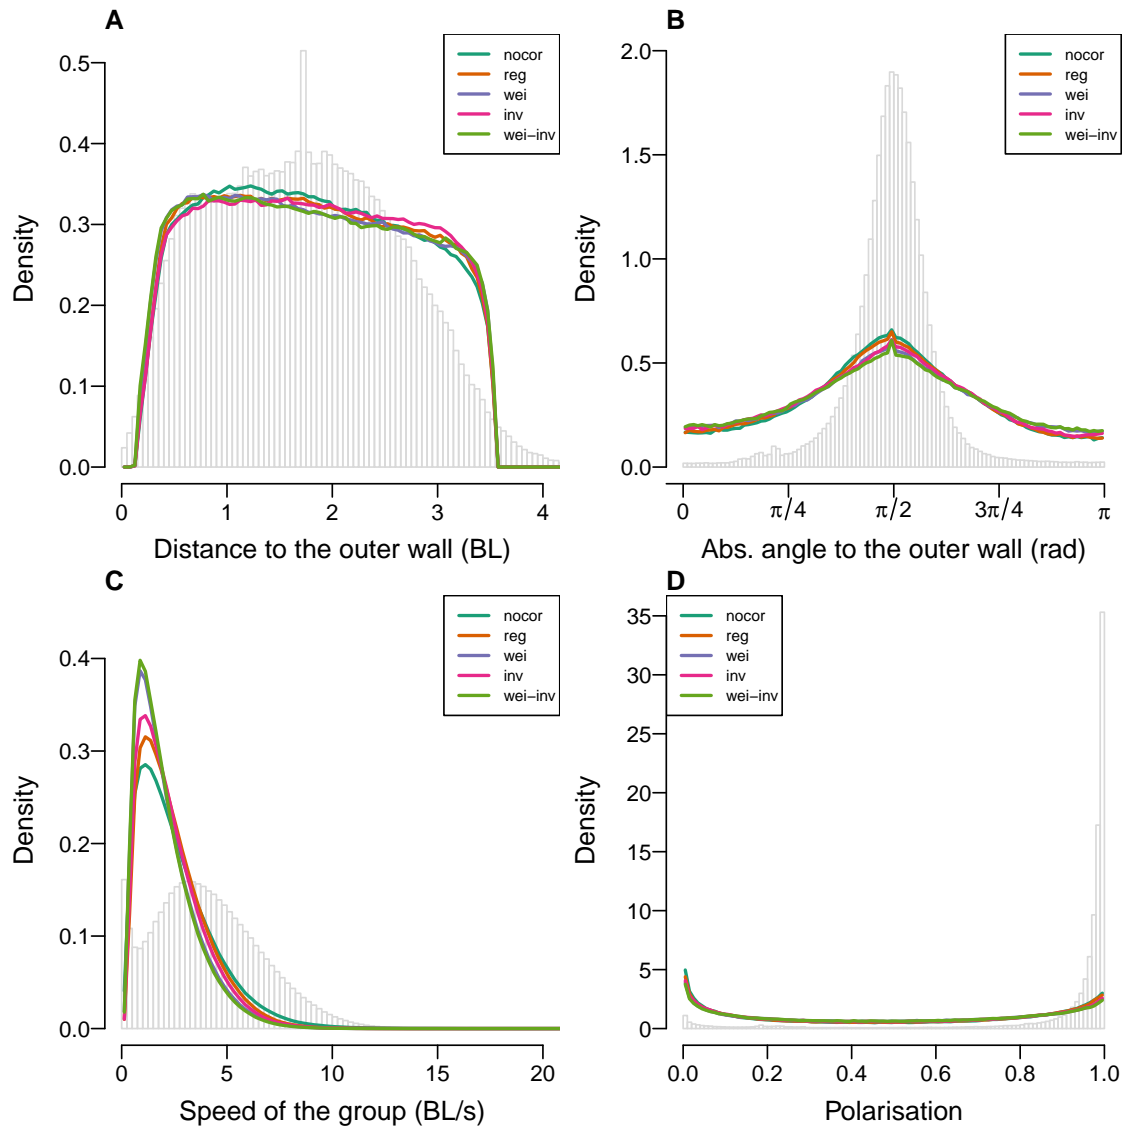 A
nocor
reg
wei
inv
wei−inv
0.5
0.4
0.3
0.2
0.1
0.0
Density
0 1 2 3 4
Distance to the outer wall (BL)
B
nocor
reg
wei
inv
wei−inv
2.0
1.5
1.0
0.5
0.0
Density
0 π/4 π/2 3π/4 π
Abs. angle to the outer wall (rad)
C
nocor
reg
wei
inv
wei−inv
0.4
0.3
0.2
0.1
0.0
Density
0 5 10 15 20
Speed of the group (BL/s)
D
nocor
reg
wei
inv
wei−inv
35
30
25
20
15
10
5
0
Density
0.0 0.2 0.4 0.6 0.8 1.0
Polarisation